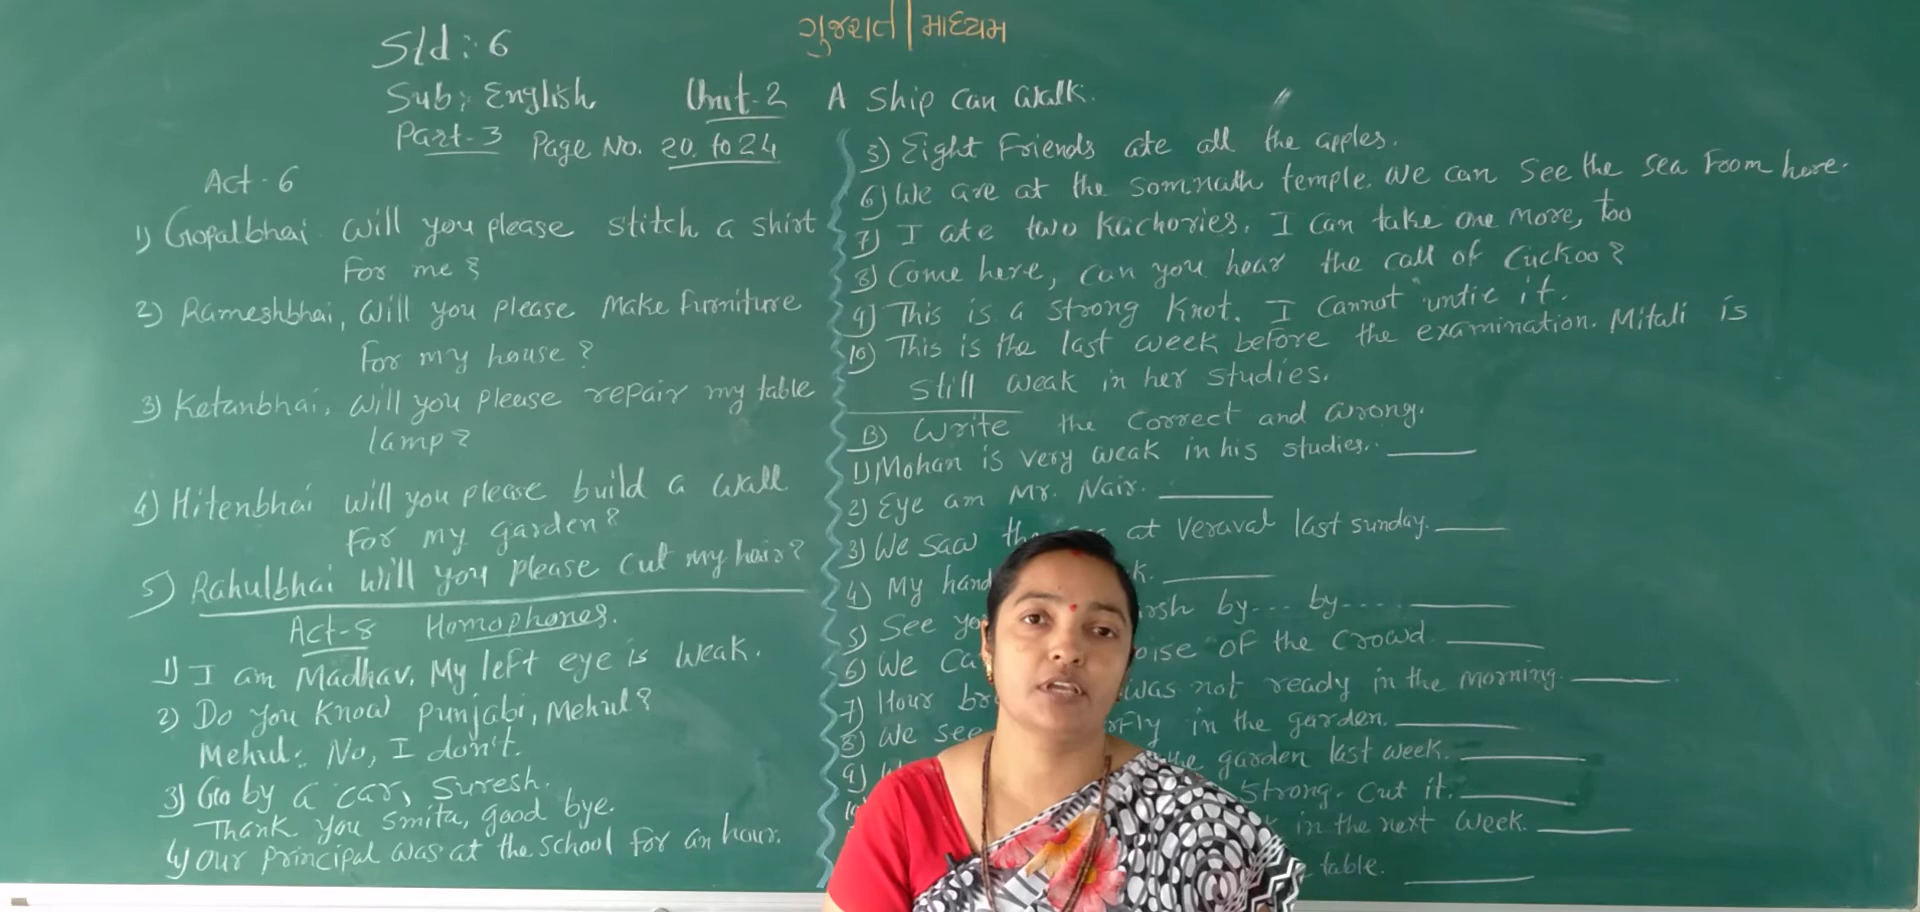 ગુજરાતી માધ્યમ
Std: 6
Sub: English Unit-2 A Ship Can Walk.
Part-3 Page No. 20 to 24
Act-6
1) Gopalbhai will you please stitch a shirt
For me?
2) Rameshbhai, will you please make furniture
For my house?
3) Ketanbhai, will you please repair my table
lamp?
4) Hitenbhai will you please build a wall
For my garden?
5) Rahulbhai will you please cut my hair?
Act-8 Homophones.
1) I am Madhav, My left eye is weak.
2) Do you know Punjabi, Mehul?
Mehul: No, I don't.
3) Go by a car, Suresh.
Thank you Smita, good bye.
4) Our principal was at the school for an hour.
5) Eight Friends ate all the apples.
6) We are at the Somnath temple. We can see the sea From here.
7) I ate two kachories. I can take one more, too
8) Come here, can you hear the call of Cuckoo?
9) This is a strong knot. I cannot untie it.
10) This is the last week before the examination. Mitali is
still weak in her studies.
B) Write the correct and wrong.
1) Mohan is very weak in his studies.
2) Eye am Mr. Nair.
3) We saw at Veraval last sunday.
4) My hand
5) See by... by....
6) We of the crowd
7) Hour was not ready in the morning.
8) We see in the garden
9) garden last week.
strong. Cut it.
in the next week.
table.